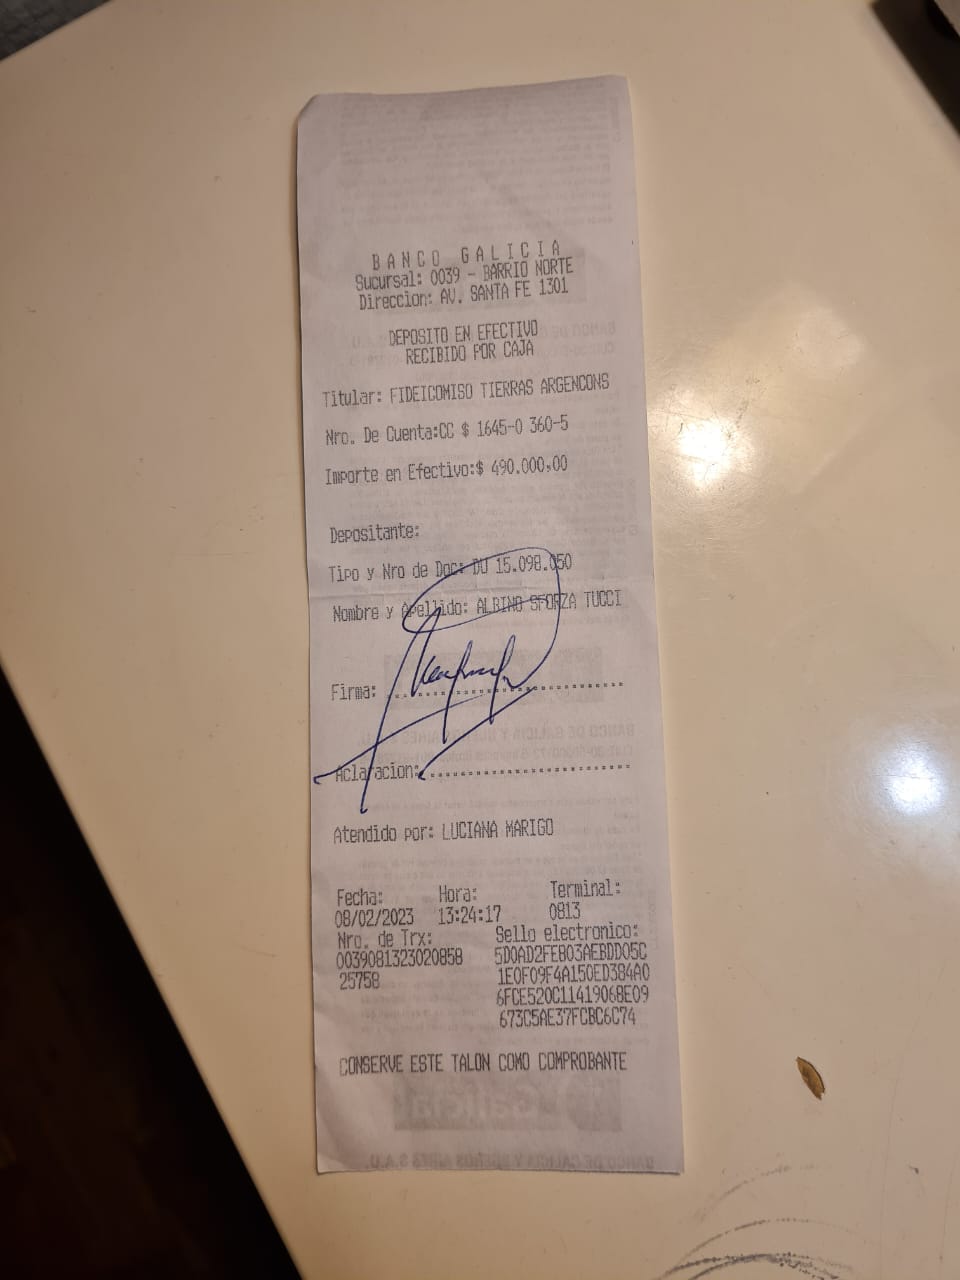 BANCO GALICIA
Sucursal: 0039 - BARRIO NORTE
Direccion: AV. SANTA FE 1301
DEPOSITO EN EFECTIVO
RECIBIDO POR CAJA
Titular: FIDEICOMISO TIERRAS ARGENCONS
Nro. De Cuenta:CC $ 1645-0 360-5
Importe en Efectivo:$ 490.000,00
Depositante:
Tipo y Nro de Doc: DU 15.098.050
Nombre y Apellido: ALBINO SFORZA TUCCI
Firma:
Aclaracion:
Atendido por: LUCIANA MARIGO
Fecha: Hora: Terminal:
08/02/2023 13:24:17 0813
Nro. de Trx: Sello electronico:
0039081323020858 5D0AD2FEB03AEBDD05C
25758 1E0F09F4A150ED384A0
6FCE520C11419068E09
673C5AE37FCBC6C74
CONSERVE ESTE TALON COMO COMPROBANTE